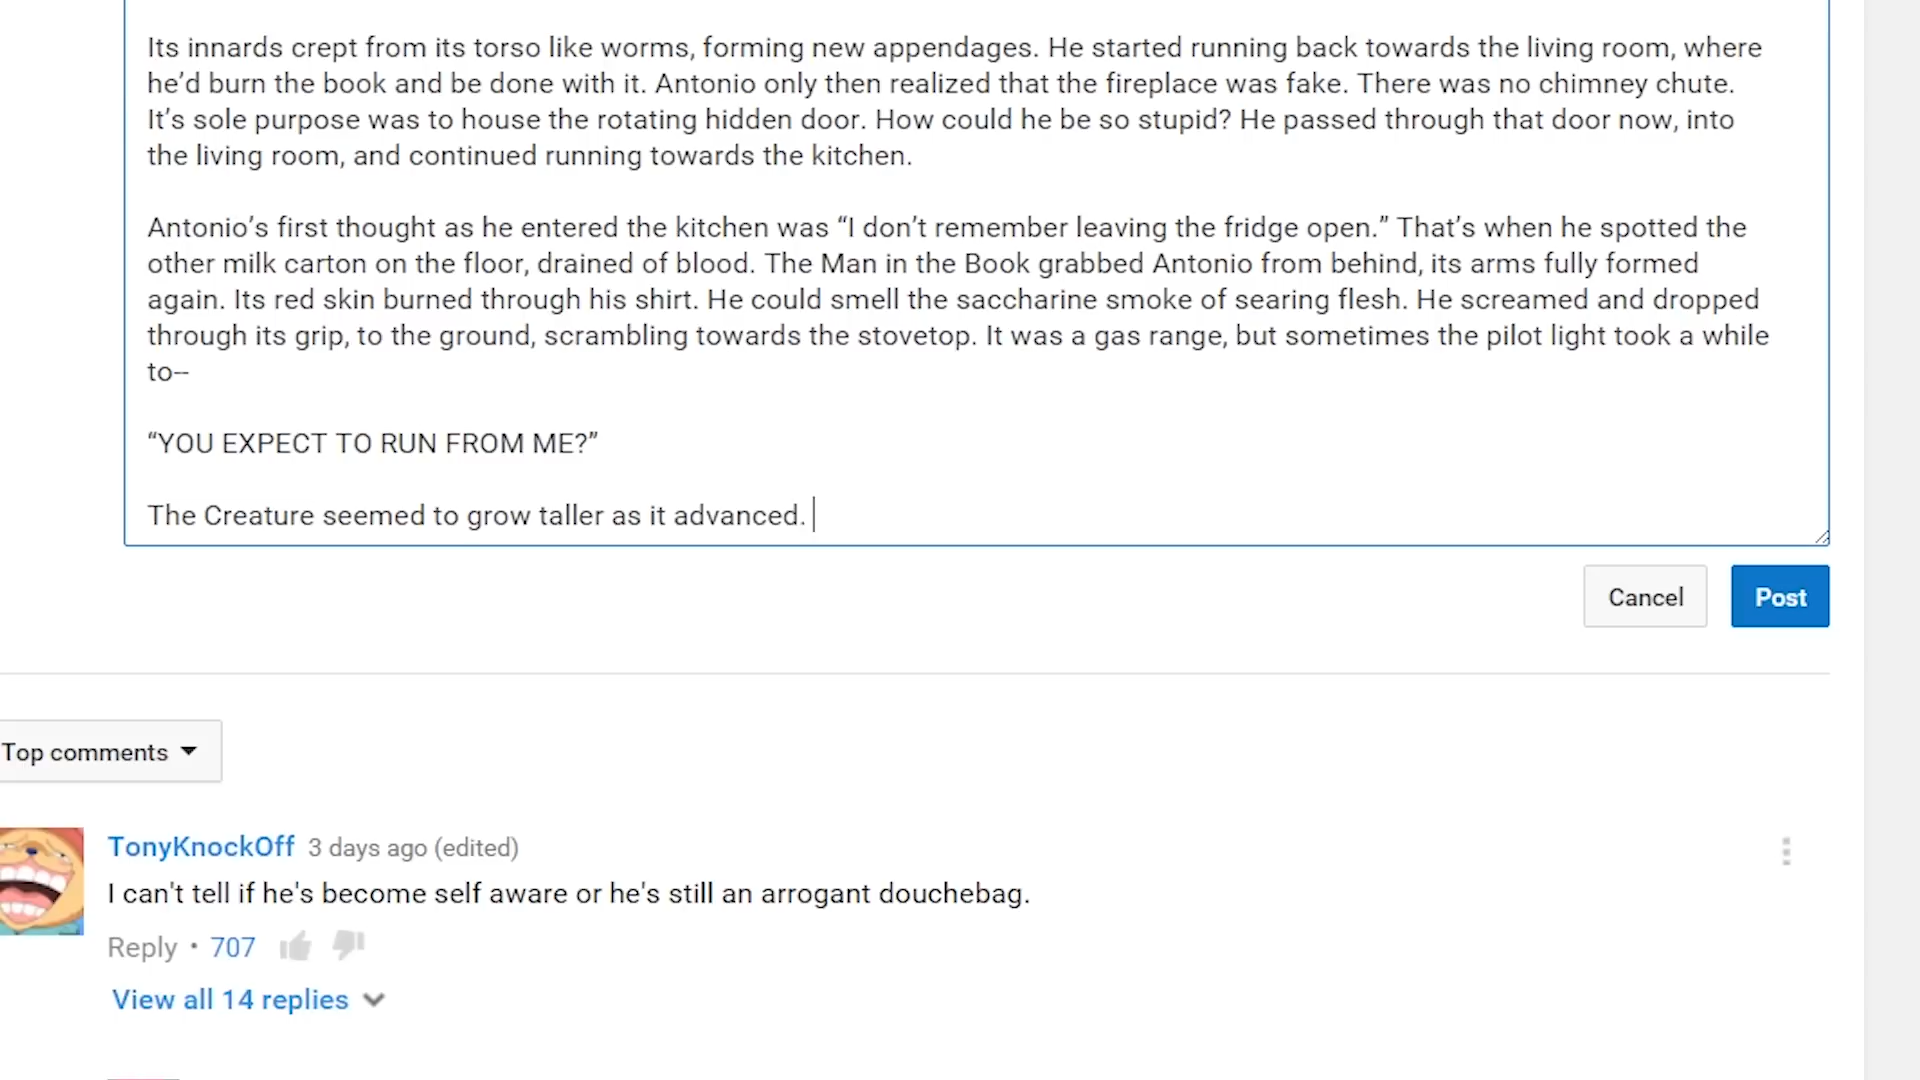 Its innards crept from its torso like worms, forming new appendages. He started running back towards the living room, where
he’d burn the book and be done with it. Antonio only then realized that the fireplace was fake. There was no chimney chute.
It’s sole purpose was to house the rotating hidden door. How could he be so stupid? He passed through that door now, into
the living room, and continued running towards the kitchen.
Antonio’s first thought as he entered the kitchen was “I don’t remember leaving the fridge open.” That’s when he spotted the
other milk carton on the floor, drained of blood. The Man in the Book grabbed Antonio from behind, its arms fully formed
again. Its red skin burned through his shirt. He could smell the saccharine smoke of searing flesh. He screamed and dropped
through its grip, to the ground, scrambling towards the stovetop. It was a gas range, but sometimes the pilot light took a while
to--
“YOU EXPECT TO RUN FROM ME?”
The Creature seemed to grow taller as it advanced.
Cancel
Post
Top comments
TonyKnockOff 3 days ago (edited)
I can't tell if he's become self aware or he's still an arrogant douchebag.
Reply • 707
View all 14 replies